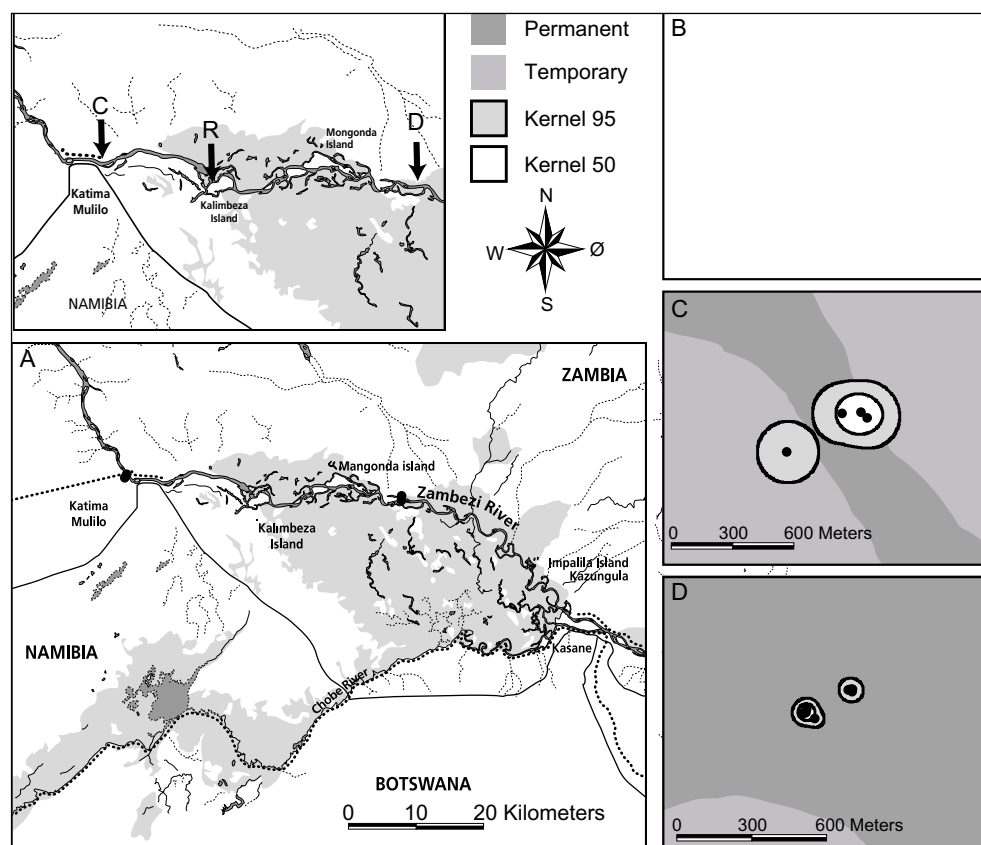 C
R
D
Mongonda
Island
Katima
Mulilo
Kalimbeza
Island
NAMIBIA
Permanent
Temporary
Kernel 95
Kernel 50
N
W
Ø
S
B
C
0 300 600 Meters
D
0 300 600 Meters
A
ZAMBIA
Mangonda island
Zambezi River
Katima
Mulilo
Kalimbeza
Island
Impalila Island
Kazungula
NAMIBIA
Kasane
Chobe River
BOTSWANA
0 10 20 Kilometers